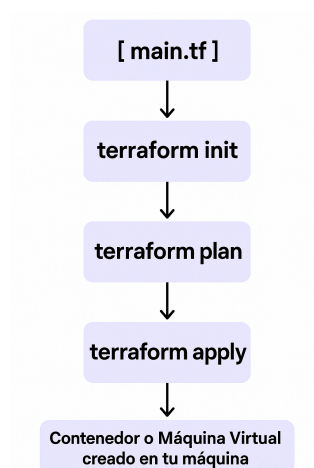 [ main.tf ]
terraform init
terraform plan
terraform apply
Contenedor o Máquina Virtual
creado en tu máquina